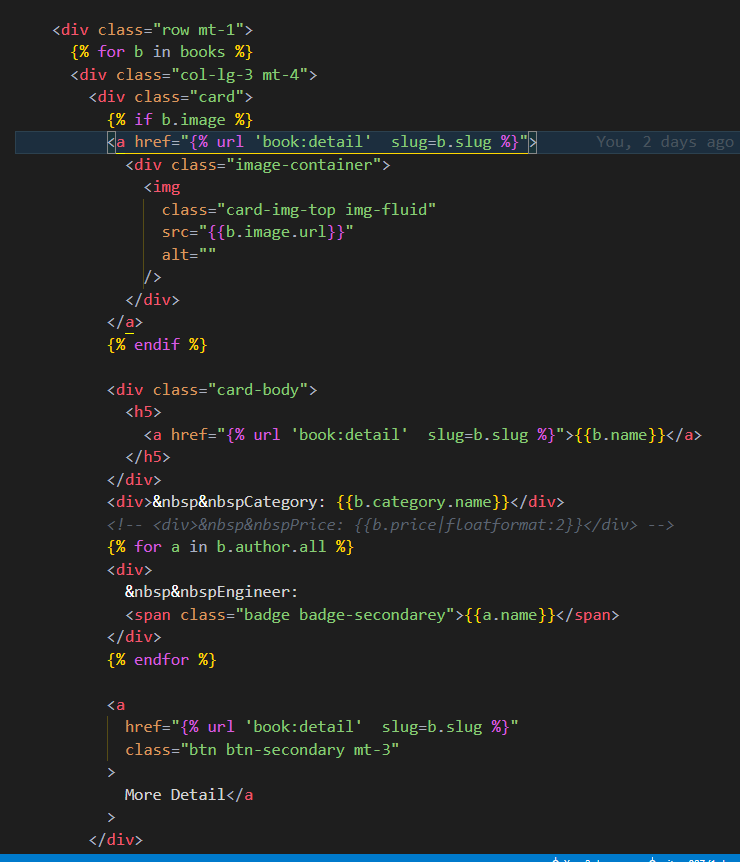 <div class="row mt-1">
{% for b in books %}
<div class="col-lg-3 mt-4">
<div class="card">
{% if b.image %}
<a href="{% url 'book:detail'  slug=b.slug %}"> You, 2 days ago
<div class="image-container">
<img
class="card-img-top img-fluid"
src="{{b.image.url}}"
alt=""
/>
</div>
</a>
{% endif %}
<div class="card-body">
<h5>
<a href="{% url 'book:detail'  slug=b.slug %}">{{b.name}}</a>
</h5>
</div>
<div>&nbsp&nbspCategory: {{b.category.name}}</div>
<!-- <div>&nbsp&nbspPrice: {{b.price|floatformat:2}}</div> -->
{% for a in b.author.all %}
<div>
&nbsp&nbspEngineer:
<span class="badge badge-secondarey">{{a.name}}</span>
</div>
{% endfor %}
<a
href="{% url 'book:detail'  slug=b.slug %}"
class="btn btn-secondary mt-3"
>
More Detail</a
>
</div>